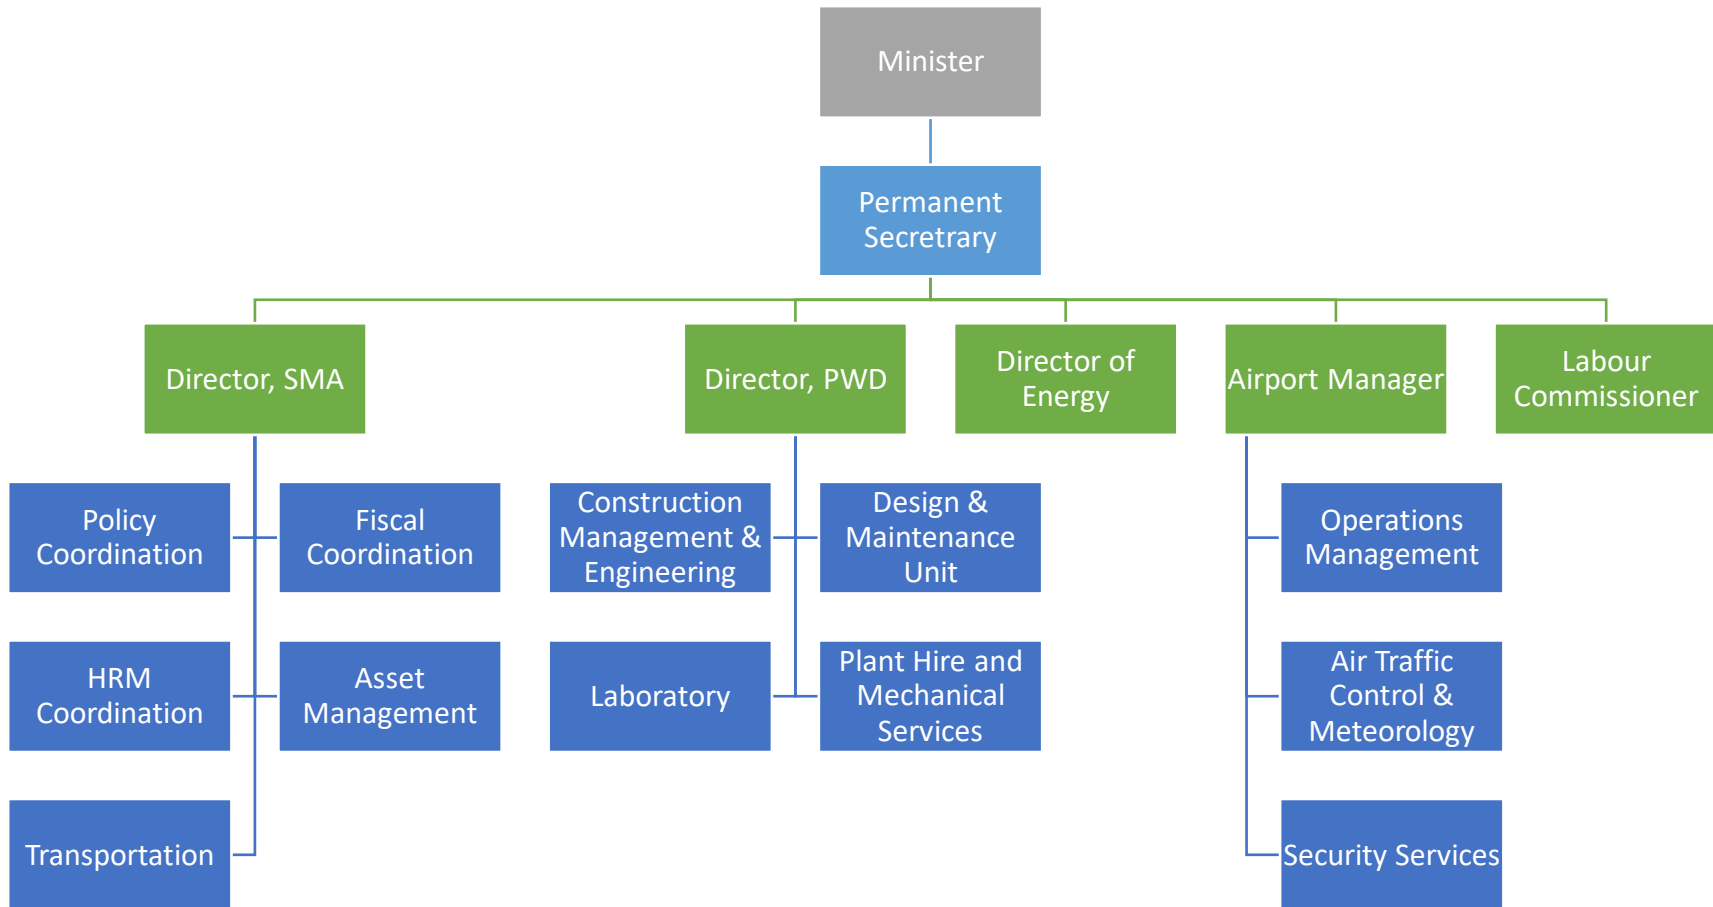 Minister
Permanent
Secretrary
Director, SMA
Director, PWD
Director of
Energy
Airport Manager
Labour
Commissioner
Policy
Coordination
Fiscal
Coordination
Construction
Management &
Engineering
Design &
Maintenance
Unit
Operations
Management
HRM
Coordination
Asset
Management
Laboratory
Plant Hire and
Mechanical
Services
Air Traffic
Control &
Meteorology
Transportation
Security Services